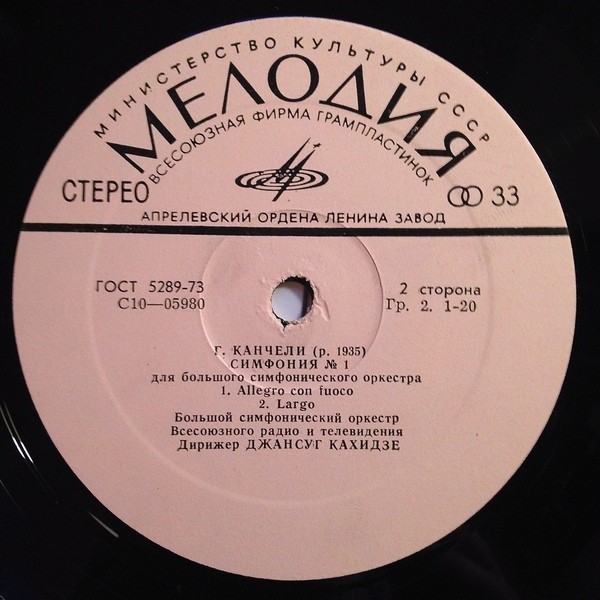 МИНИСТЕРСТВО КУЛЬТУРЫ СССР
МЕЛОДИЯ
ВСЕСОЮЗНАЯ ФИРМА ГРАМПЛАСТИНОК
СТЕРЕО 33
АПРЕЛЕВСКИЙ ОРДЕНА ЛЕНИНА ЗАВОД
ГОСТ 5289-73 2 сторона
С10—05980 Гр. 2. 1-20
Г. КАНЧЕЛИ (р. 1935)
СИМФОНИЯ № 1
для большого симфонического оркестра
1. Allegro con fuoco
2. Largo
Большой симфонический оркестр
Всесоюзного радио и телевидения
Дирижер ДЖАНСУГ КАХИДЗЕ